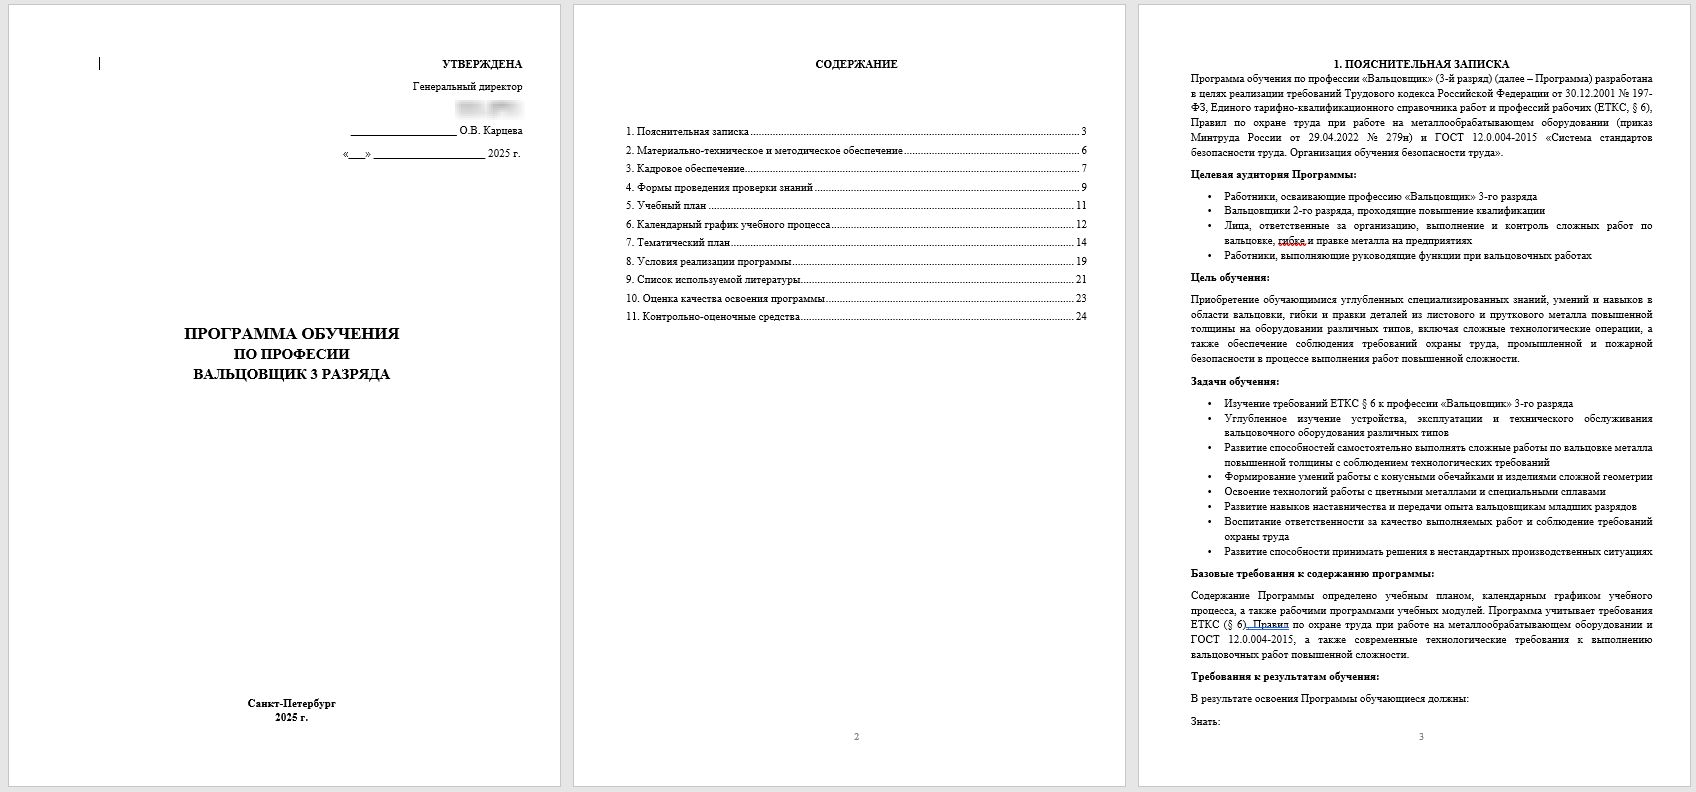 УТВЕРЖДЕНА
Генеральный директор
____________________ О.В. Карцева
«___» _____________________ 2025 г.
ПРОГРАММА ОБУЧЕНИЯ
ПО ПРОФЕСИИ
ВАЛЬЦОВЩИК 3 РАЗРЯДА
Санкт-Петербург
2025 г.
СОДЕРЖАНИЕ
1. Пояснительная записка 3
2. Материально-техническое и методическое обеспечение 6
3. Кадровое обеспечение 7
4. Формы проведения проверки знаний 9
5. Учебный план 11
6. Календарный график учебного процесса 12
7. Тематический план 14
8. Условия реализации программы 19
9. Список используемой литературы 21
10. Оценка качества освоения программы 23
11. Контрольно-оценочные средства 24
2
1. ПОЯСНИТЕЛЬНАЯ ЗАПИСКА
Программа обучения по профессии «Вальцовщик» (3-й разряд) (далее – Программа) разработана
в целях реализации требований Трудового кодекса Российской Федерации от 30.12.2001 № 197-
ФЗ, Единого тарифно-квалификационного справочника работ и профессий рабочих (ЕТКС, § 6),
Правил по охране труда при работе на металлообрабатывающем оборудовании (приказ
Минтруда России от 29.04.2022 № 279н) и ГОСТ 12.0.004-2015 «Система стандартов
безопасности труда. Организация обучения безопасности труда».
Целевая аудитория Программы:
• Работники, осваивающие профессию «Вальцовщик» 3-го разряда
• Вальцовщики 2-го разряда, проходящие повышение квалификации
• Лица, ответственные за организацию, выполнение и контроль сложных работ по
вальцовке, гибке и правке металла на предприятиях
• Работники, выполняющие руководящие функции при вальцовочных работах
Цель обучения:
Приобретение обучающимися углубленных специализированных знаний, умений и навыков в
области вальцовки, гибки и правки деталей из листового и пруткового металла повышенной
толщины на оборудовании различных типов, включая сложные технологические операции, а
также обеспечение соблюдения требований охраны труда, промышленной и пожарной
безопасности в процессе выполнения работ повышенной сложности.
Задачи обучения:
• Изучение требований ЕТКС § 6 к профессии «Вальцовщик» 3-го разряда
• Углубленное изучение устройства, эксплуатации и технического обслуживания
вальцовочного оборудования различных типов
• Развитие способностей самостоятельно выполнять сложные работы по вальцовке металла
повышенной толщины с соблюдением технологических требований
• Формирование умений работы с конусными обечайками и изделиями сложной геометрии
• Освоение технологий работы с цветными металлами и специальными сплавами
• Развитие навыков наставничества и передачи опыта вальцовщикам младших разрядов
• Воспитание ответственности за качество выполняемых работ и соблюдение требований
охраны труда
• Развитие способности принимать решения в нестандартных производственных ситуациях
Базовые требования к содержанию программы:
Содержание Программы определено учебным планом, календарным графиком учебного
процесса, а также рабочими программами учебных модулей. Программа учитывает требования
ЕТКС (§ 6), Правил по охране труда при работе на металлообрабатывающем оборудовании и
ГОСТ 12.0.004-2015, а также современные технологические требования к выполнению
вальцовочных работ повышенной сложности.
Требования к результатам обучения:
В результате освоения Программы обучающиеся должны:
Знать:
3